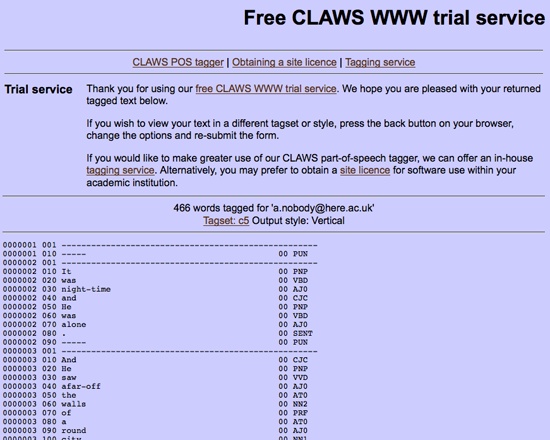 Free CLAWS WWW trial service
CLAWS POS tagger | Obtaining a site licence | Tagging service
Trial service
Thank you for using our free CLAWS WWW trial service. We hope you are pleased with your returned
tagged text below.
If you wish to view your text in a different tagset or style, press the back button on your browser,
change the options and re-submit the form.
If you would like to make greater use of our CLAWS part-of-speech tagger, we can offer an in-house
tagging service. Alternatively, you may prefer to obtain a site licence for software use within your
academic institution.
466 words tagged for 'a.nobody@here.ac.uk'
Tagset: c5 Output style: Vertical
0000001 001 ----------------------------------------------------
0000001 010 ----- 00 PUN
0000002 001 ----------------------------------------------------
0000002 010 It 00 PNP
0000002 020 was 00 VBD
0000002 030 night-time 00 AJ0
0000002 040 and 00 CJC
0000002 050 He 00 PNP
0000002 060 was 00 VBD
0000002 070 alone 00 AJ0
0000002 080 . 00 SENT
0000002 090 ----- 00 PUN
0000003 001 ----------------------------------------------------
0000003 010 And 00 CJC
0000003 020 He 00 PNP
0000003 030 saw 00 VVD
0000003 040 afar-off 00 AJ0
0000003 050 the 00 AT0
0000003 060 walls 00 NN2
0000003 070 of 00 PRF
0000003 080 a 00 AT0
0000003 090 round 00 AJ0
0000003 100 city 00 NN1